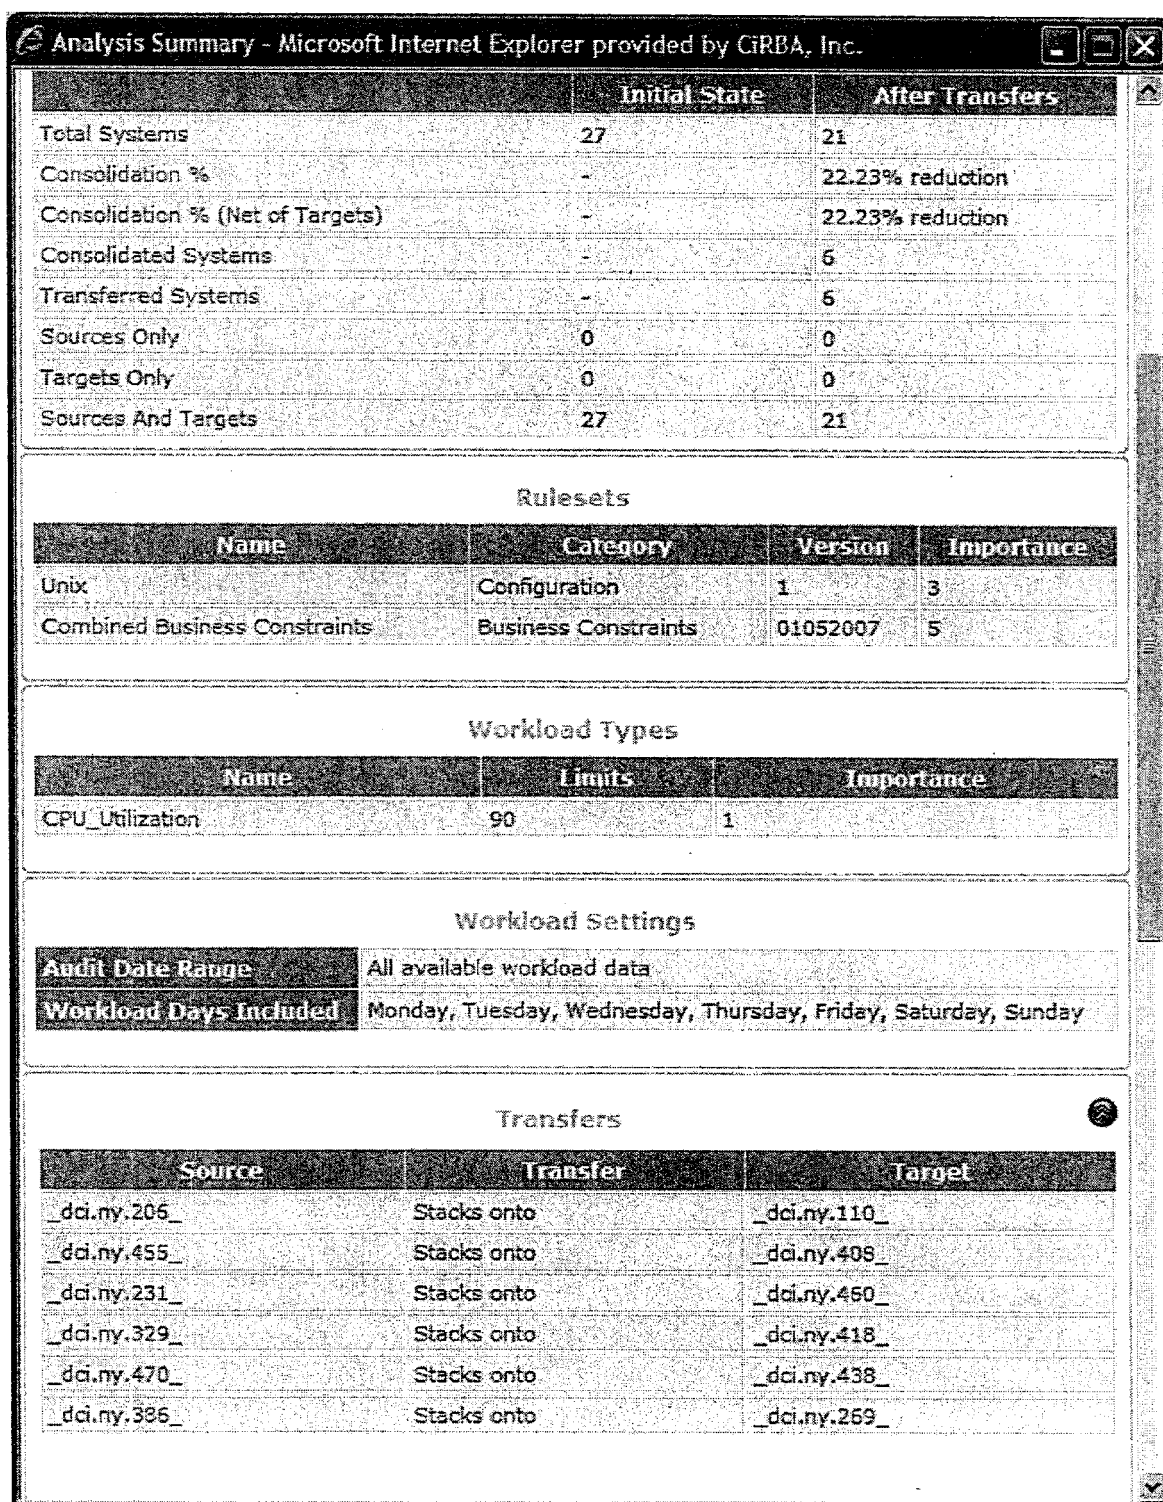 Analysis Summary - Microsoft Internet Explorer provided by CiRBA, Inc.
Initial State After Transfers
Total Systems 27 21
Consolidation % - 22.23% reduction
Consolidation % (Net of Targets) - 22.23% reduction
Consolidated Systems - 6
Transferred Systems - 6
Sources Only 0 0
Targets Only 0 0
Sources And Targets 27 21
Rulesets
Name Category Version Importance
Unix Configuration 1 3
Combined Business Constraints Business Constraints 01052007 5
Workload Types
Name Limits Importance
CPU_Utilization 90 1
Workload Settings
Audit Date Range All available workload data
Workload Days Included Monday, Tuesday, Wednesday, Thursday, Friday, Saturday, Sunday
Transfers
Source Transfer Target
_dci.ny.206_ Stacks onto _dci.ny.110_
_dci.ny.455_ Stacks onto _dci.ny.408_
_dci.ny.231_ Stacks onto _dci.ny.460_
_dci.ny.329_ Stacks onto _dci.ny.418_
_dci.ny.470_ Stacks onto _dci.ny.438_
_dci.ny.386_ Stacks onto _dci.ny.269_